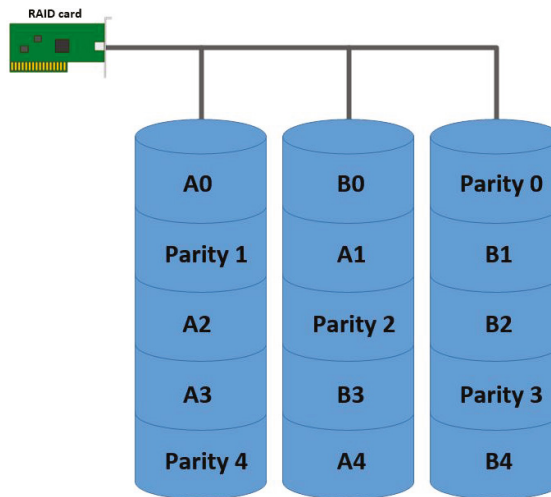 RAID card
A0 B0 Parity 0
Parity 1 A1 B1
A2 Parity 2 B2
A3 B3 Parity 3
Parity 4 A4 B4